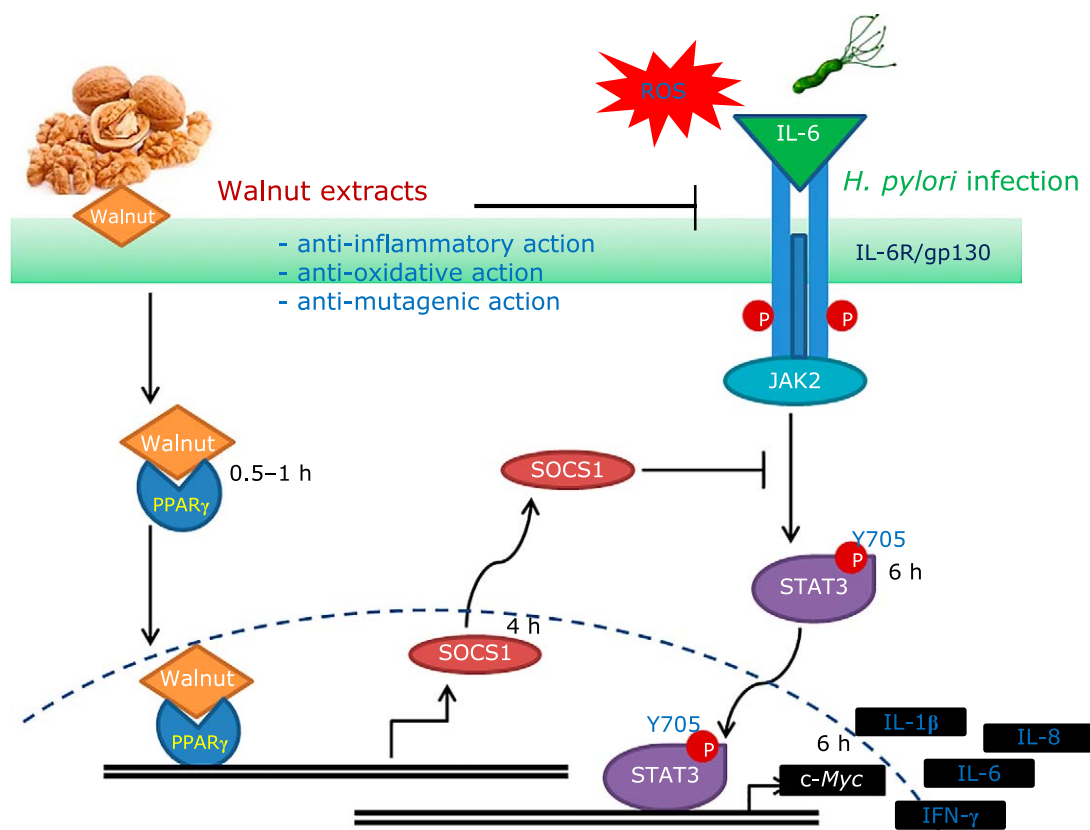 ROS
IL-6
Walnut extracts
H. pylori infection
Walnut
- anti-inflammatory action
- anti-oxidative action
- anti-mutagenic action
IL-6R/gp130
P
P
JAK2
Walnut
PPARγ
0.5–1 h
SOCS1
Y705
P
STAT3
6 h
4 h
SOCS1
Walnut
PPARγ
Y705
P
STAT3
6 h
c-Myc
IL-1β
IL-8
IL-6
IFN-γ